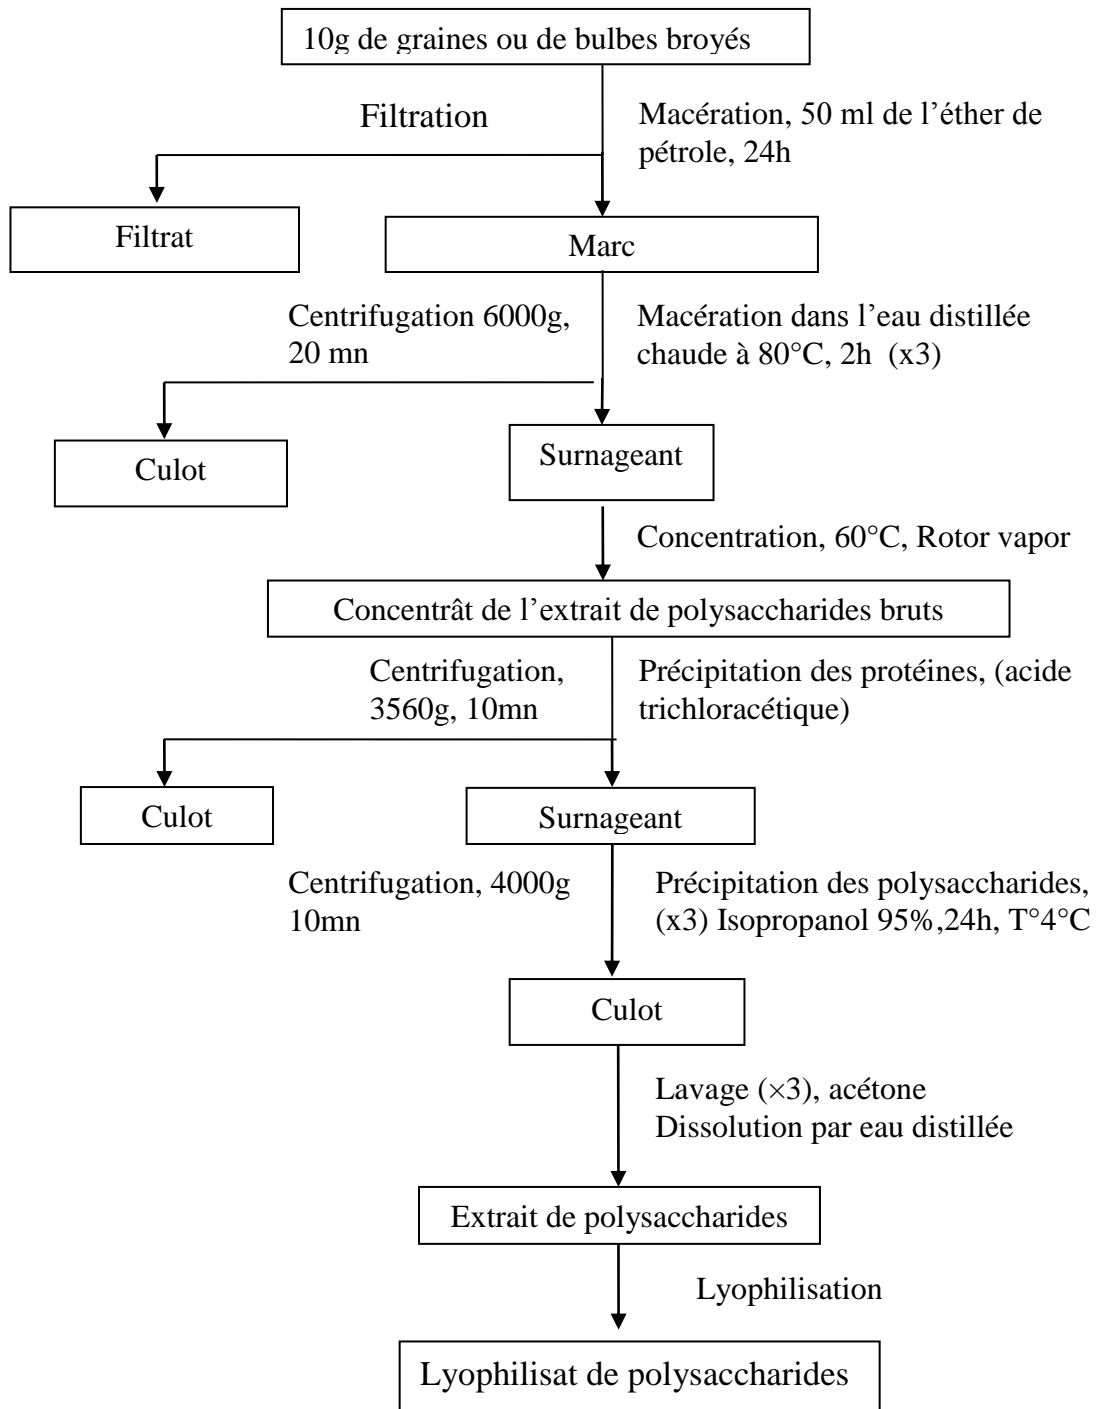 10g de graines ou de bulbes broyés
Filtration
Macération, 50 ml de l’éther de
pétrole, 24h
Filtrat
Marc
Centrifugation 6000g,
20 mn
Macération dans l’eau distillée
chaude à 80°C, 2h (x3)
Culot
Surnageant
Concentration, 60°C, Rotor vapor
Concentrât de l’extrait de polysaccharides bruts
Centrifugation,
3560g, 10mn
Précipitation des protéines, (acide
trichloracétique)
Culot
Surnageant
Centrifugation, 4000g
10mn
Précipitation des polysaccharides,
(x3) Isopropanol 95%,24h, T°4°C
Culot
Lavage (×3), acétone
Dissolution par eau distillée
Extrait de polysaccharides
Lyophilisation
Lyophilisat de polysaccharides